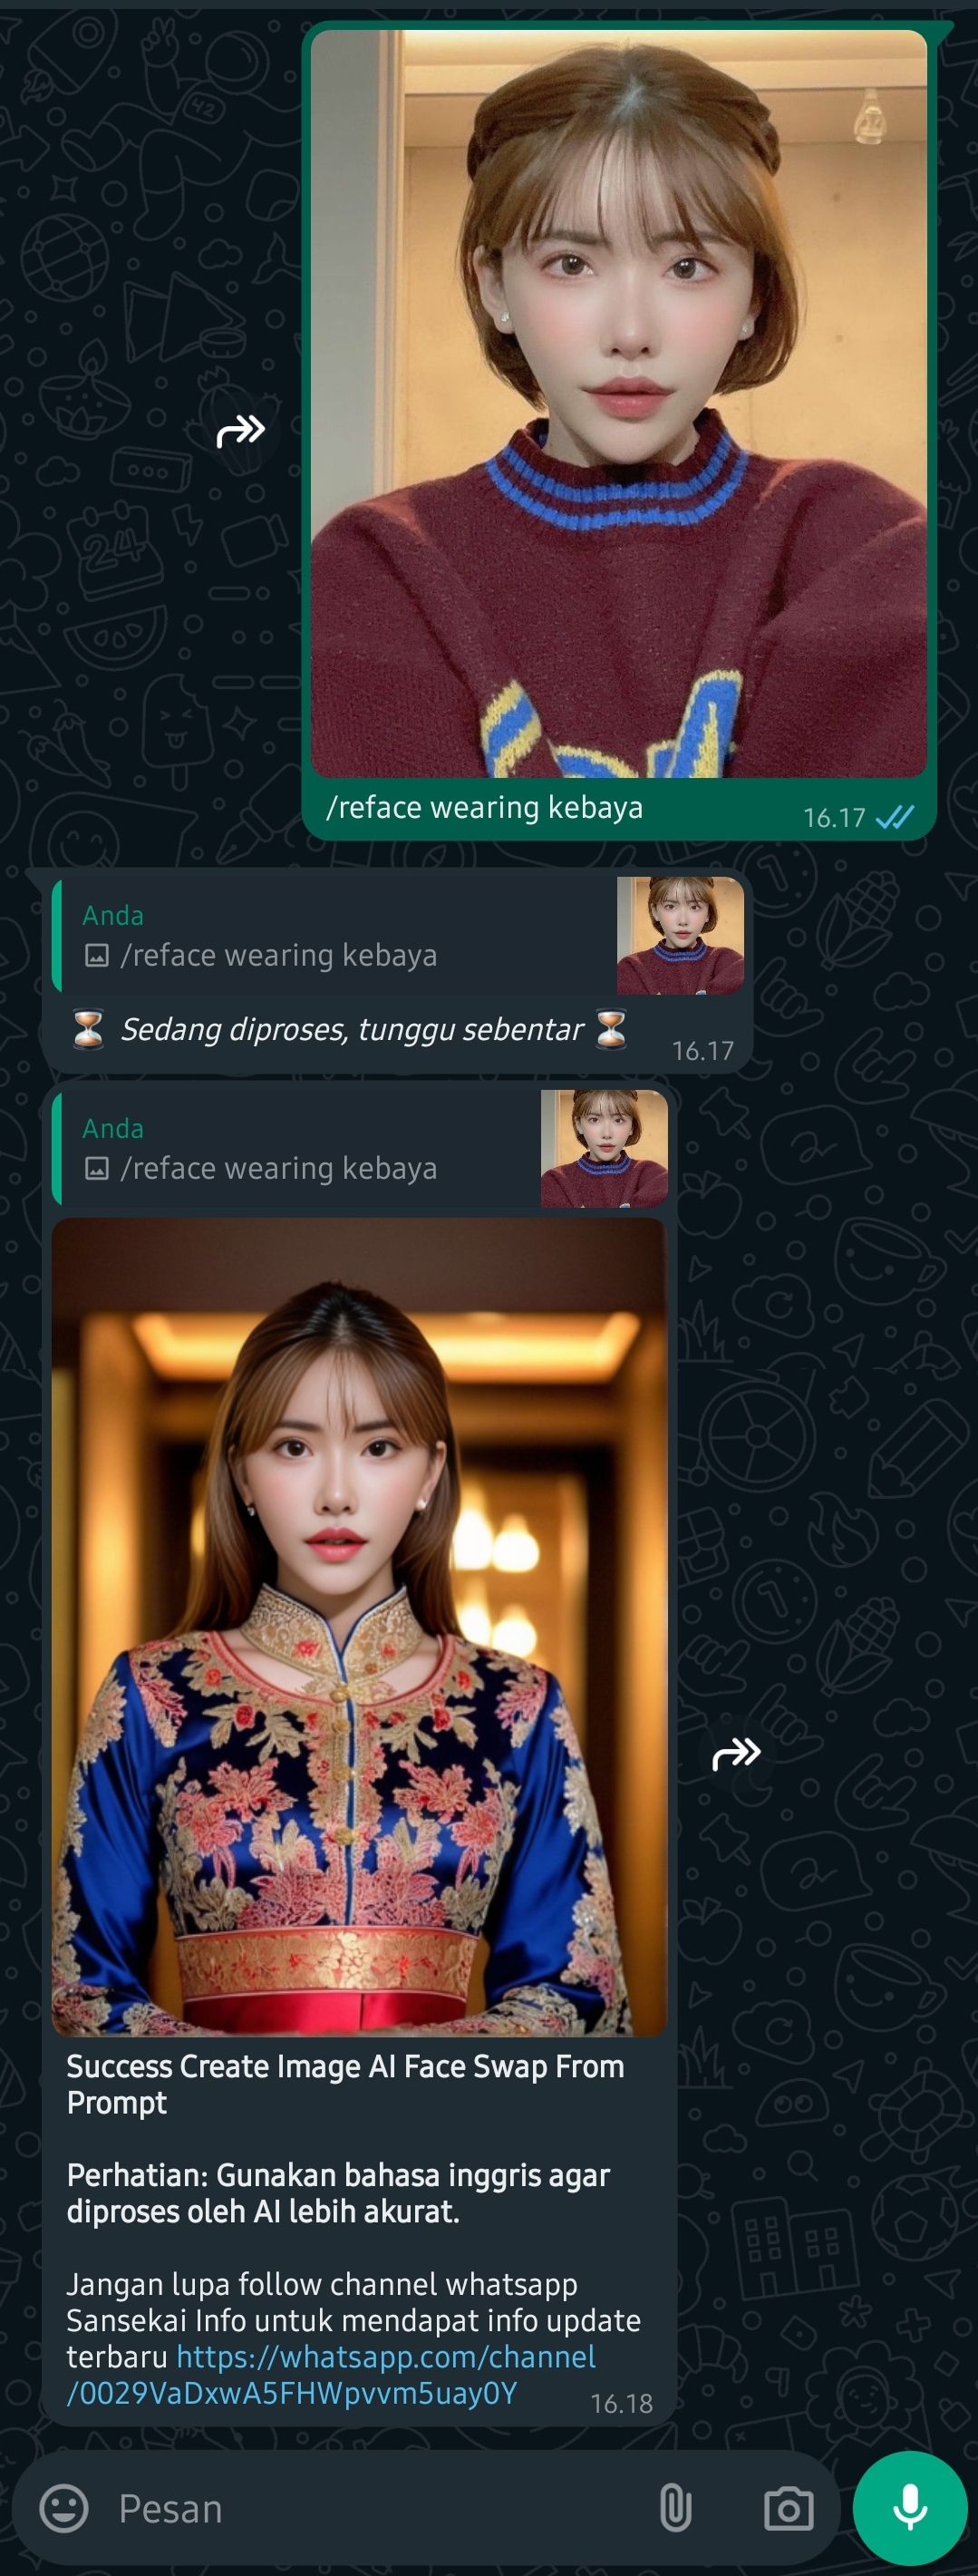 /reface wearing kebaya
16.17
Anda
/reface wearing kebaya
⏳ Sedang diproses, tunggu sebentar ⏳
16.17
Anda
/reface wearing kebaya
Success Create Image AI Face Swap From
Prompt
Perhatian: Gunakan bahasa inggris agar
diproses oleh AI lebih akurat.
Jangan lupa follow channel whatsapp
Sansekai Info untuk mendapat info update
terbaru https://whatsapp.com/channel
/0029VaDxwA5FHWpvvm5uay0Y
16.18
Pesan